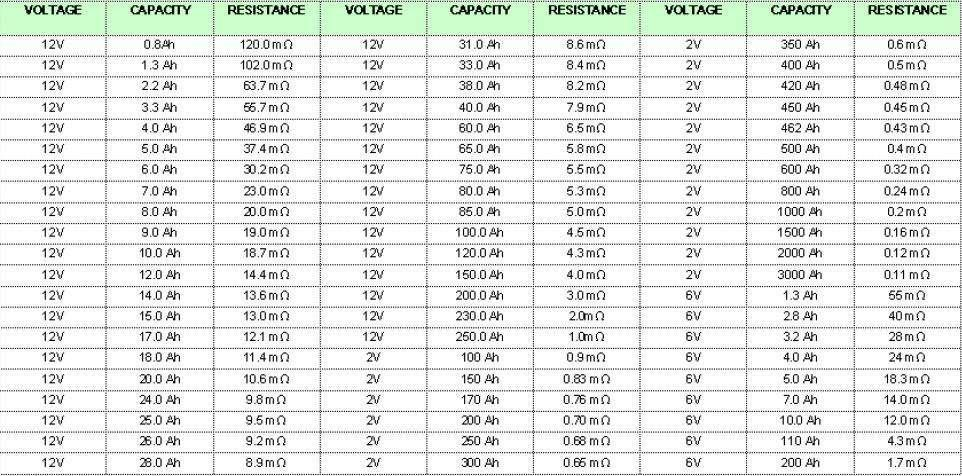 VOLTAGE CAPACITY RESISTANCE VOLTAGE CAPACITY RESISTANCE VOLTAGE CAPACITY RESISTANCE
12V 0.8Ah 120.0mΩ 12V 31.0 Ah 8.6mΩ 2V 350 Ah 0.6mΩ
12V 1.3 Ah 102.0mΩ 12V 33.0 Ah 8.4mΩ 2V 400 Ah 0.5mΩ
12V 2.2 Ah 63.7mΩ 12V 38.0 Ah 8.2mΩ 2V 420 Ah 0.48mΩ
12V 3.3 Ah 55.7mΩ 12V 40.0 Ah 7.9mΩ 2V 450 Ah 0.45mΩ
12V 4.0 Ah 46.9mΩ 12V 60.0 Ah 6.5mΩ 2V 462 Ah 0.43mΩ
12V 5.0 Ah 37.4mΩ 12V 65.0 Ah 5.8mΩ 2V 500 Ah 0.4mΩ
12V 6.0 Ah 30.2mΩ 12V 75.0 Ah 5.5mΩ 2V 600 Ah 0.32mΩ
12V 7.0 Ah 23.0mΩ 12V 80.0 Ah 5.3mΩ 2V 800 Ah 0.24mΩ
12V 8.0 Ah 20.0mΩ 12V 85.0 Ah 5.0mΩ 2V 1000 Ah 0.2mΩ
12V 9.0 Ah 19.0mΩ 12V 100.0 Ah 4.5mΩ 2V 1500 Ah 0.16mΩ
12V 10.0 Ah 18.7mΩ 12V 120.0 Ah 4.3mΩ 2V 2000 Ah 0.12mΩ
12V 12.0 Ah 14.4mΩ 12V 150.0 Ah 4.0mΩ 2V 3000 Ah 0.11mΩ
12V 14.0 Ah 13.6mΩ 12V 200.0 Ah 3.0mΩ 6V 1.3 Ah 55mΩ
12V 15.0 Ah 13.0mΩ 12V 230.0 Ah 2.0mΩ 6V 2.8 Ah 40mΩ
12V 17.0 Ah 12.1mΩ 12V 250.0 Ah 1.0mΩ 6V 3.2 Ah 28mΩ
12V 18.0 Ah 11.4mΩ 2V 100 Ah 0.9mΩ 6V 4.0 Ah 24mΩ
12V 20.0 Ah 10.6mΩ 2V 150 Ah 0.83 mΩ 6V 5.0 Ah 18.3mΩ
12V 24.0 Ah 9.8mΩ 2V 170 Ah 0.76 mΩ 6V 7.0 Ah 14.0mΩ
12V 25.0 Ah 9.5mΩ 2V 200 Ah 0.70 mΩ 6V 10.0 Ah 12.0mΩ
12V 26.0 Ah 9.2mΩ 2V 250 Ah 0.68 mΩ 6V 110 Ah 4.3mΩ
12V 28.0 Ah 8.9mΩ 2V 300 Ah 0.65 mΩ 6V 200 Ah 1.7mΩ